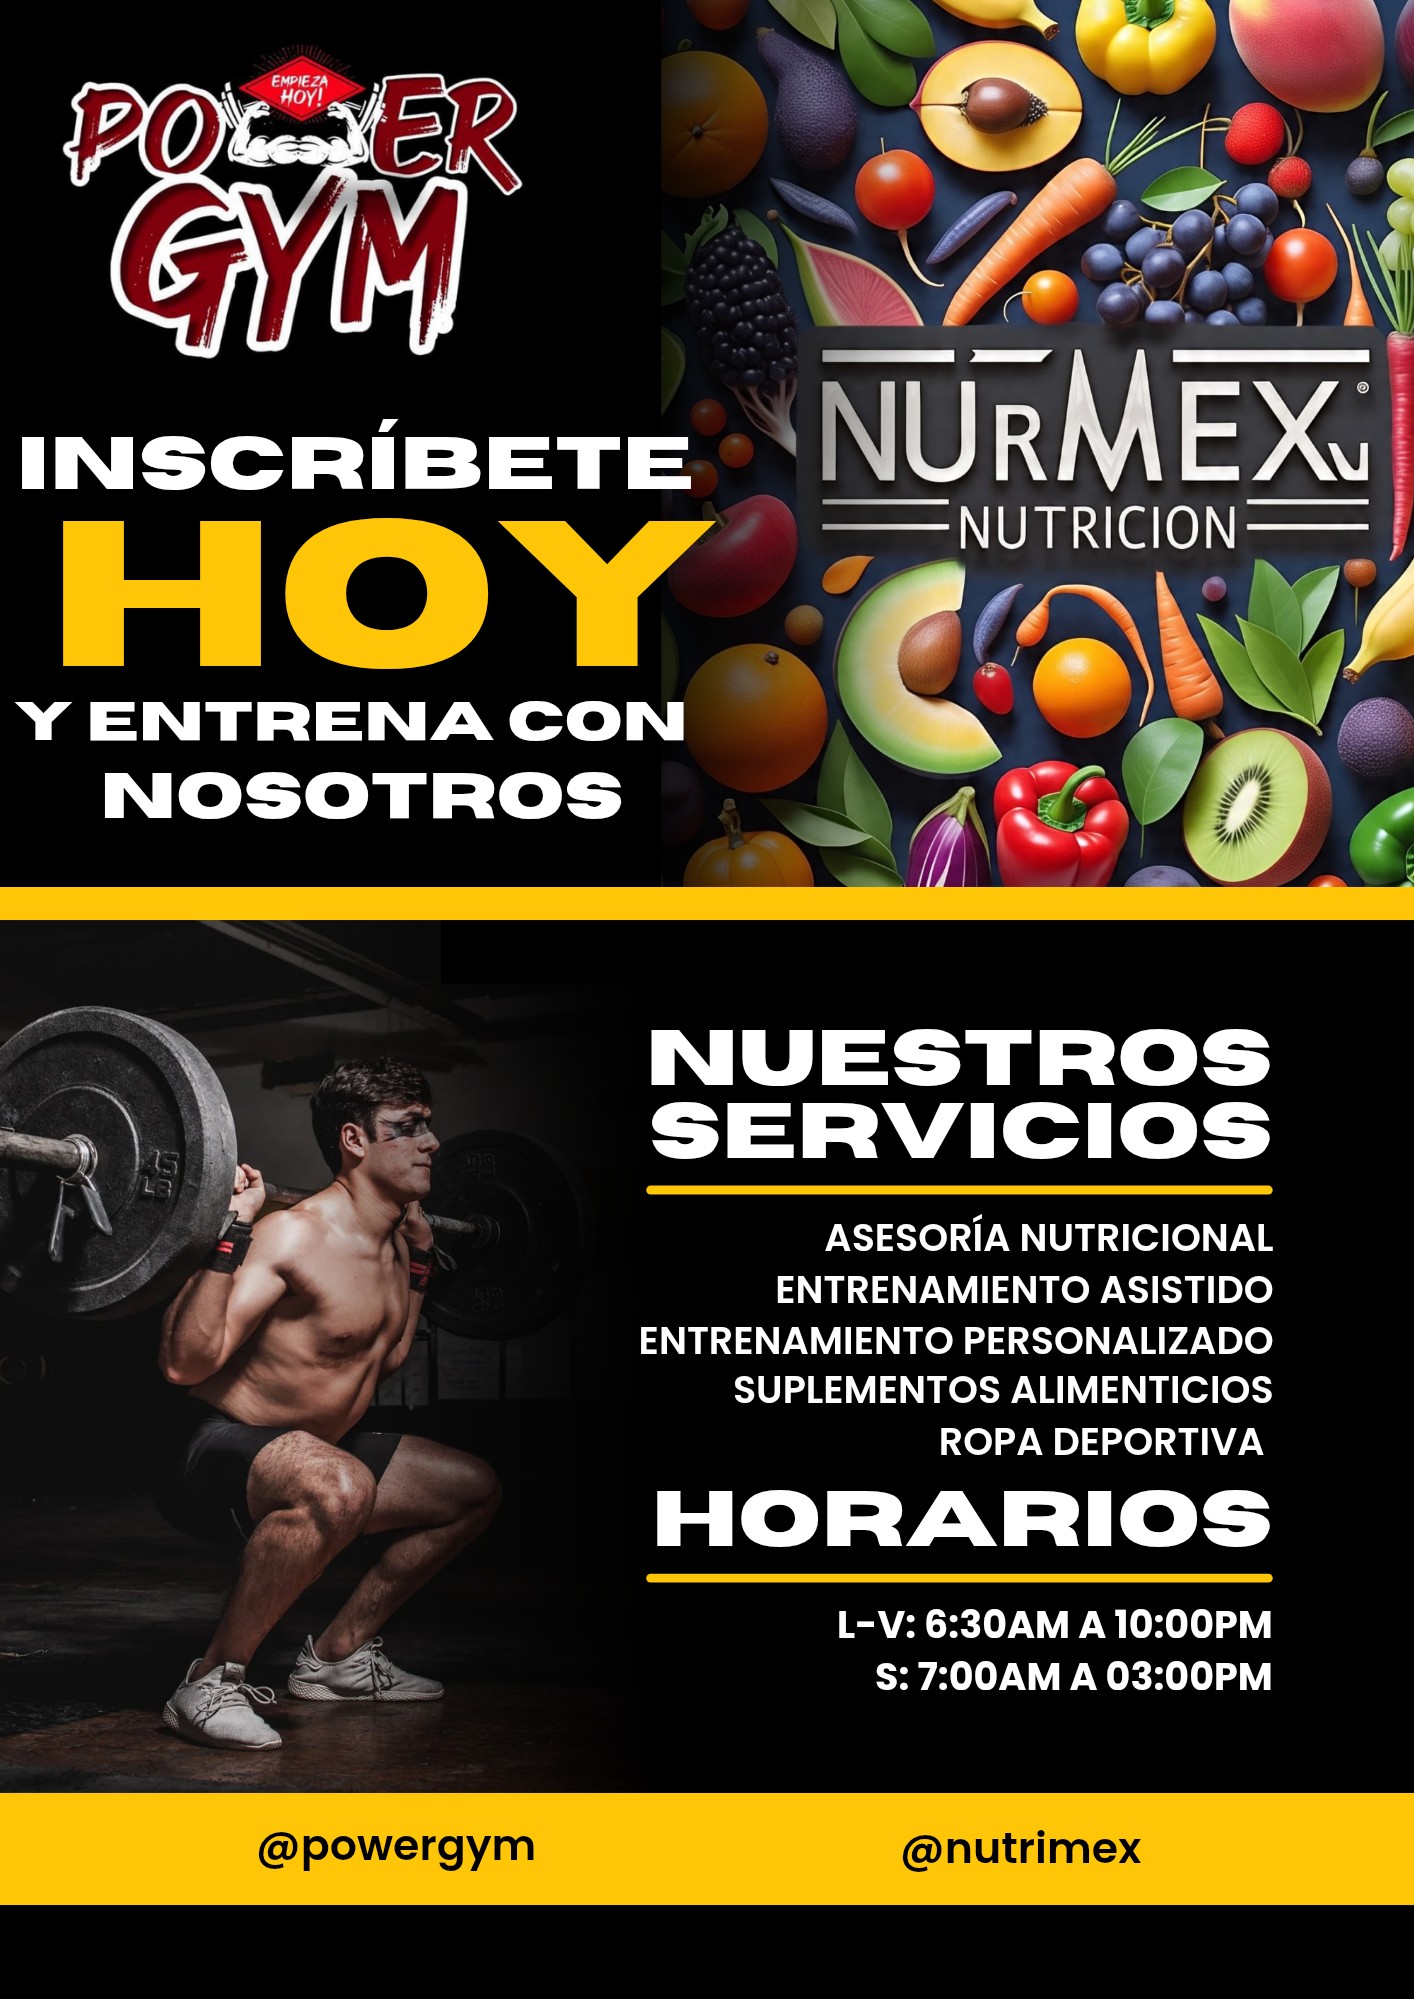 EMPIEZA
HOY!
POWER
GYM
INSCRÍBETE
HOY
Y ENTRENA CON
NOSOTROS
NURMEX
NUTRICION
NUESTROS
SERVICIOS
ASESORÍA NUTRICIONAL
ENTRENAMIENTO ASISTIDO
ENTRENAMIENTO PERSONALIZADO
SUPLEMENTOS ALIMENTICIOS
ROPA DEPORTIVA
HORARIOS
L-V: 6:30AM A 10:00PM
S: 7:00AM A 03:00PM
@powergym
@nutrimex